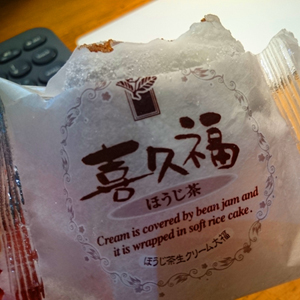 喜久福
ほうじ茶
Cream is covered by bean jam and
it is wrapped in soft rice cake.
ほうじ茶生クリーム大福